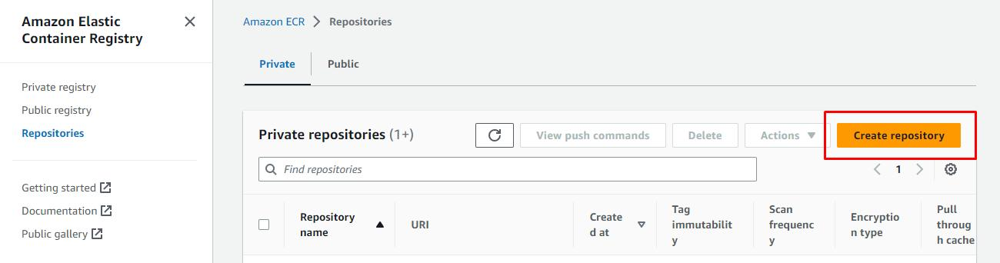 Amazon Elastic
Container Registry
Private registry
Public registry
Repositories
Getting started
Documentation
Public gallery
Amazon ECR
Repositories
Private
Public
Private repositories (1+)
View push commands
Delete
Actions
Create repository
Find repositories
1
Repository
name
URI
Create
d at
Tag
immutabilit
y
Scan
frequenc
y
Encryptio
n type
Pull
throug
h cache